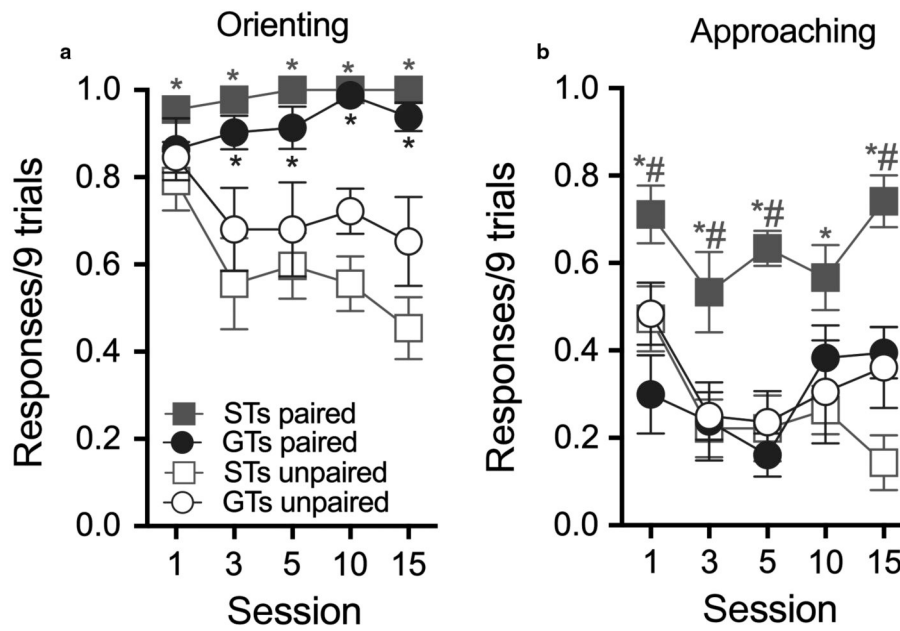 Orienting
a
Responses/9 trials
1.0
0.8
0.6
0.4
0.2
0.0
* * * * *
* * * *
STs paired
GTs paired
STs unpaired
GTs unpaired
1 3 5 10 15
Session
Approaching
b
Responses/9 trials
1.0
0.8
0.6
0.4
0.2
0.0
*# *# *# * *#
1 3 5 10 15
Session